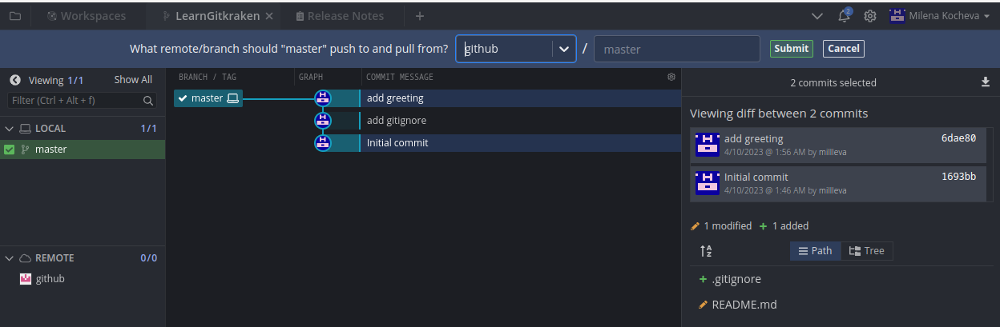 Workspaces
LearnGitkraken
Release Notes
2
Milena Kocheva
What remote/branch should "master" push to and pull from?
github
/
master
Submit
Cancel
Viewing 1/1
Show All
Filter (Ctrl + Alt + f)
LOCAL
1/1
master
REMOTE
0/0
github
BRANCH / TAG
GRAPH
COMMIT MESSAGE
master
add greeting
add gitignore
Initial commit
2 commits selected
Viewing diff between 2 commits
add greeting
6dae80
4/10/2023 @ 1:56 AM by millleva
Initial commit
1693bb
4/10/2023 @ 1:46 AM by millleva
1 modified + 1 added
A Z
Path
Tree
+ .gitignore
README.md